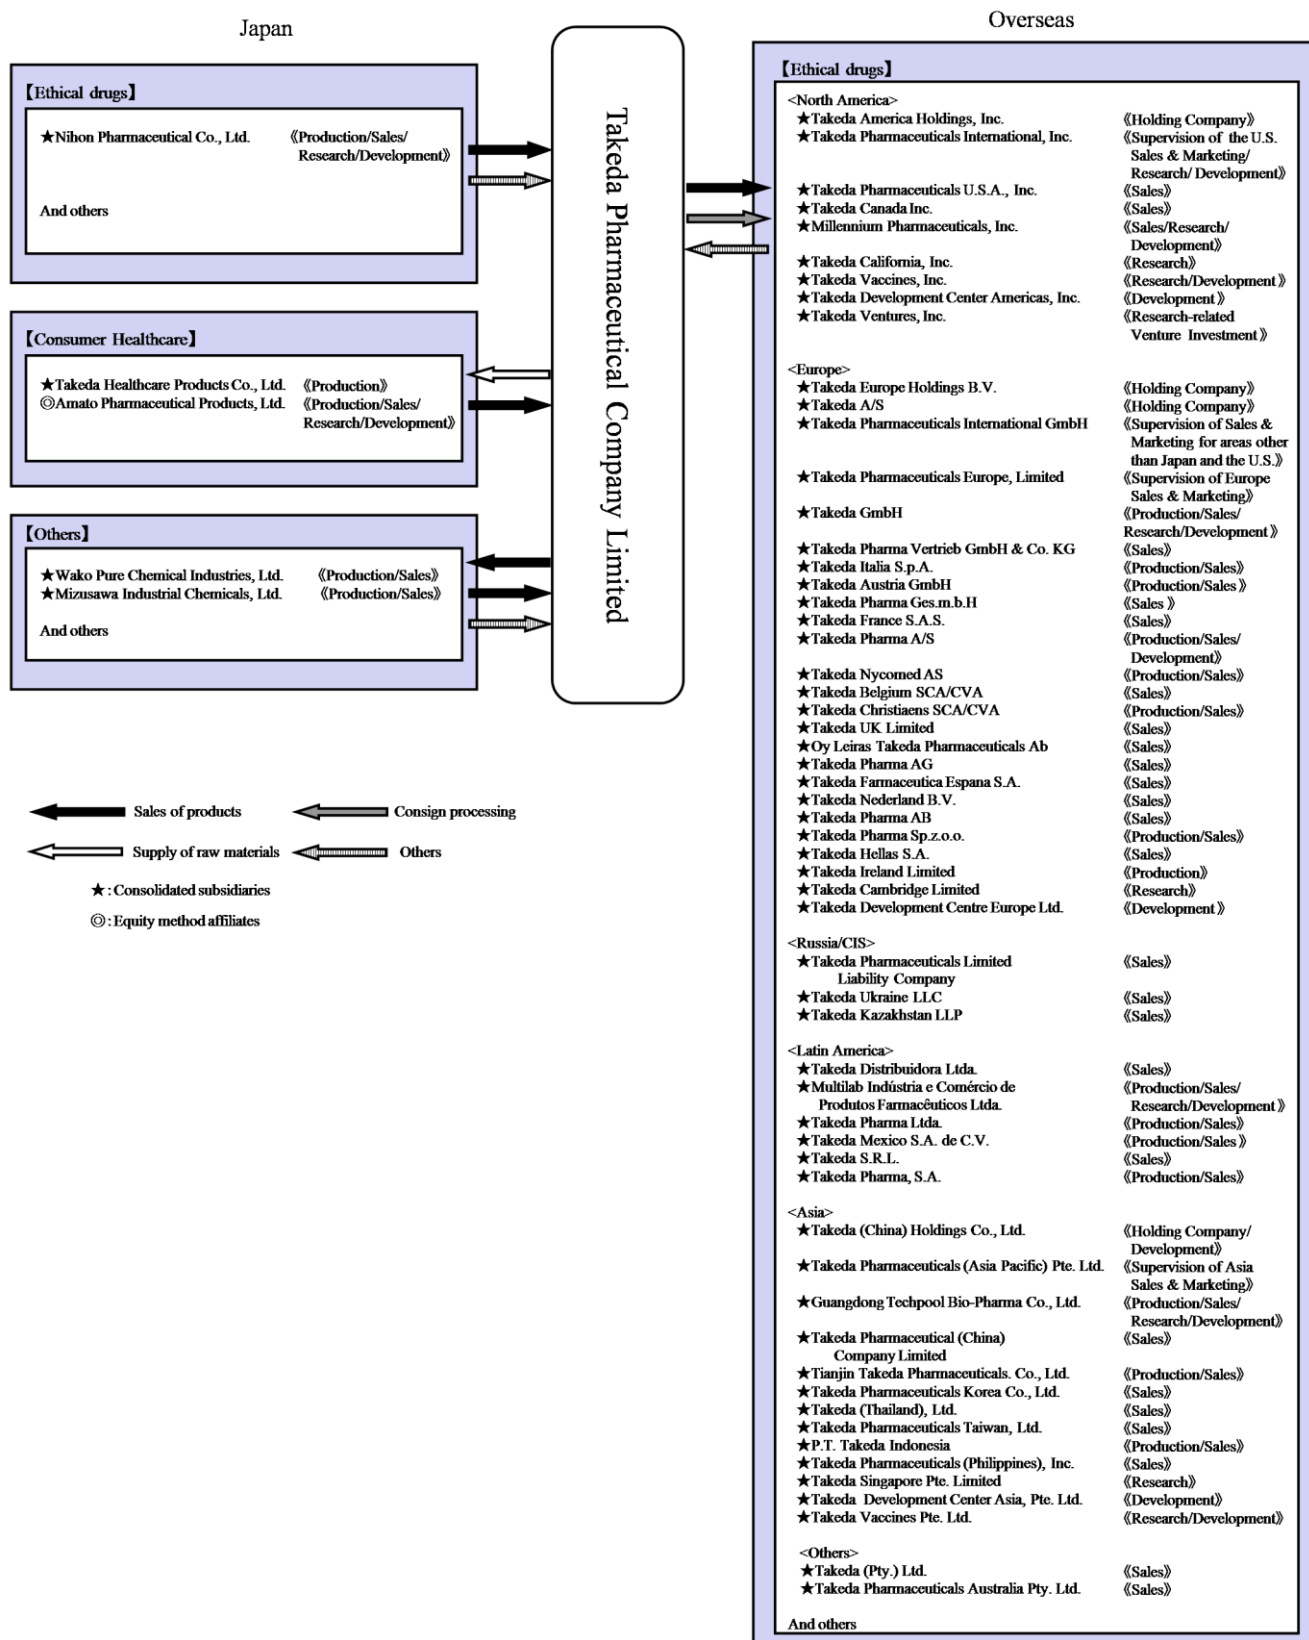 Japan
【Ethical drugs】
★Nihon Pharmaceutical Co., Ltd. 《Production/Sales/
Research/Development》
And others
【Consumer Healthcare】
★Takeda Healthcare Products Co., Ltd. 《Production》
◎Amato Pharmaceutical Products, Ltd. 《Production/Sales/
Research/Development》
【Others】
★Wako Pure Chemical Industries, Ltd. 《Production/Sales》
★Mizusawa Industrial Chemicals, Ltd. 《Production/Sales》
And others
Takeda Pharmaceutical Company Limited
Sales of products
Consign processing
Supply of raw materials
Others
★: Consolidated subsidiaries
◎: Equity method affiliates
Overseas
【Ethical drugs】
<North America>
★Takeda America Holdings, Inc. 《Holding Company》
★Takeda Pharmaceuticals International, Inc. 《Supervision of the U.S.
Sales & Marketing/
Research/ Development》
★Takeda Pharmaceuticals U.S.A., Inc. 《Sales》
★Takeda Canada Inc. 《Sales》
★Millennium Pharmaceuticals, Inc. 《Sales/Research/
Development》
★Takeda California, Inc. 《Research》
★Takeda Vaccines, Inc. 《Research/Development》
★Takeda Development Center Americas, Inc. 《Development》
★Takeda Ventures, Inc. 《Research-related
Venture Investment》
<Europe>
★Takeda Europe Holdings B.V. 《Holding Company》
★Takeda A/S 《Holding Company》
★Takeda Pharmaceuticals International GmbH 《Supervision of Sales &
Marketing for areas other
than Japan and the U.S.》
★Takeda Pharmaceuticals Europe, Limited 《Supervision of Europe
Sales & Marketing》
★Takeda GmbH 《Production/Sales/
Research/Development》
★Takeda Pharma Vertrieb GmbH & Co. KG 《Sales》
★Takeda Italia S.p.A. 《Production/Sales》
★Takeda Austria GmbH 《Production/Sales》
★Takeda Pharma Ges.m.b.H 《Sales》
★Takeda France S.A.S. 《Sales》
★Takeda Pharma A/S 《Production/Sales/
Development》
★Takeda Nycomed AS 《Production/Sales》
★Takeda Belgium SCA/CVA 《Sales》
★Takeda Christiaens SCA/CVA 《Production/Sales》
★Takeda UK Limited 《Sales》
★Oy Leiras Takeda Pharmaceuticals Ab 《Sales》
★Takeda Pharma AG 《Sales》
★Takeda Farmaceutica Espana S.A. 《Sales》
★Takeda Nederland B.V. 《Sales》
★Takeda Pharma AB 《Sales》
★Takeda Pharma Sp.z.o.o. 《Production/Sales》
★Takeda Hellas S.A. 《Sales》
★Takeda Ireland Limited 《Production》
★Takeda Cambridge Limited 《Research》
★Takeda Development Centre Europe Ltd. 《Development》
<Russia/CIS>
★Takeda Pharmaceuticals Limited 《Sales》
Liability Company
★Takeda Ukraine LLC 《Sales》
★Takeda Kazakhstan LLP 《Sales》
<Latin America>
★Takeda Distribuidora Ltda. 《Sales》
★Multilab Indústria e Comércio de 《Production/Sales/
Produtos Farmacêuticos Ltda. Research/Development》
★Takeda Pharma Ltda. 《Production/Sales》
★Takeda Mexico S.A. de C.V. 《Production/Sales》
★Takeda S.R.L. 《Sales》
★Takeda Pharma, S.A. 《Production/Sales》
<Asia>
★Takeda (China) Holdings Co., Ltd. 《Holding Company/
Development》
★Takeda Pharmaceuticals (Asia Pacific) Pte. Ltd. 《Supervision of Asia
Sales & Marketing》
★Guangdong Techpool Bio-Pharma Co., Ltd. 《Production/Sales/
Research/Development》
★Takeda Pharmaceutical (China) 《Sales》
Company Limited
★Tianjin Takeda Pharmaceuticals. Co., Ltd. 《Production/Sales》
★Takeda Pharmaceuticals Korea Co., Ltd. 《Sales》
★Takeda (Thailand), Ltd. 《Sales》
★Takeda Pharmaceuticals Taiwan, Ltd. 《Sales》
★P.T. Takeda Indonesia 《Production/Sales》
★Takeda Pharmaceuticals (Philippines), Inc. 《Sales》
★Takeda Singapore Pte. Limited 《Research》
★Takeda Development Center Asia, Pte. Ltd. 《Development》
★Takeda Vaccines Pte. Ltd. 《Research/Development》
<Others>
★Takeda (Pty.) Ltd. 《Sales》
★Takeda Pharmaceuticals Australia Pty. Ltd. 《Sales》
And others